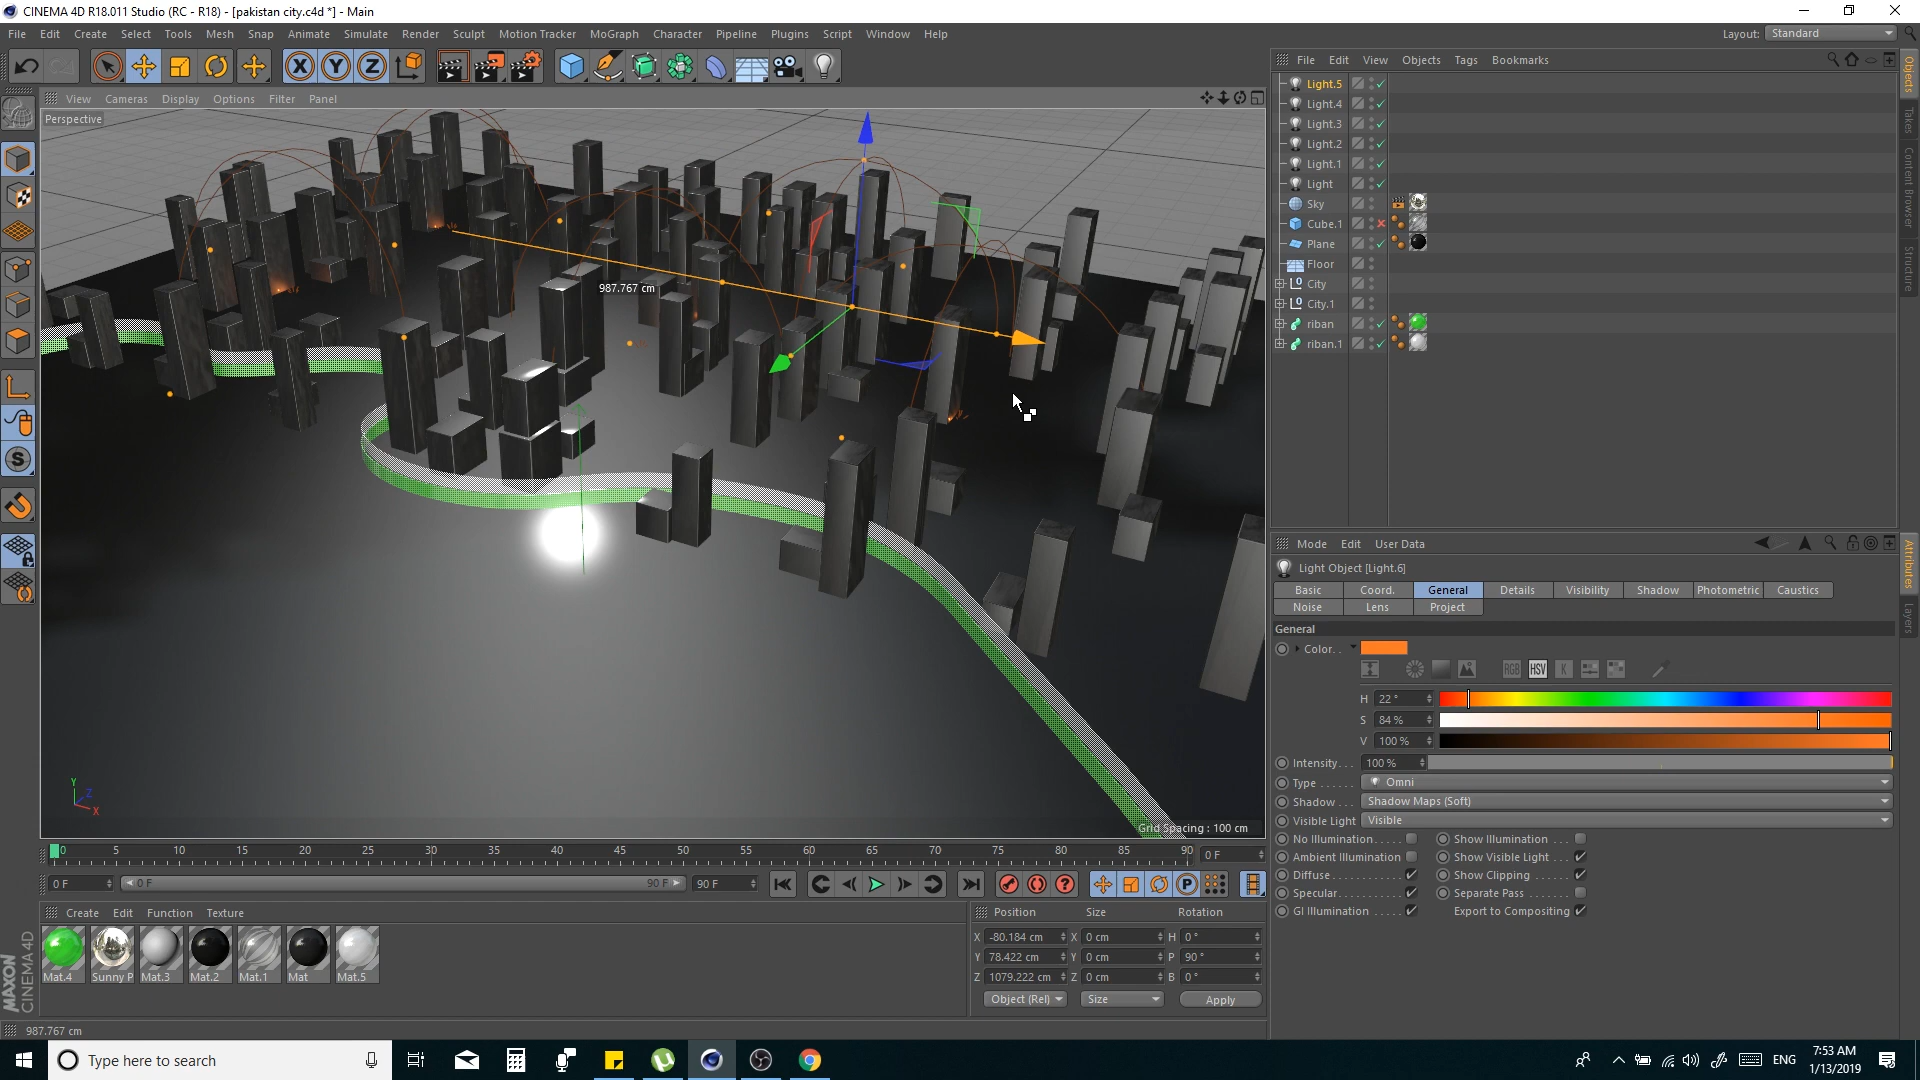 CINEMA 4D R18.011 Studio (RC - R18) - [pakistan city.c4d *] - Main
File Edit Create Select Tools Mesh Snap Animate Simulate Render Sculpt Motion Tracker MoGraph Character Pipeline Plugins Script Window Help
Layout: Standard
File Edit View Objects Tags Bookmarks
View Cameras Display Options Filter Panel
Perspective
987.767 cm
Grid Spacing : 100 cm
Light.5
Light.4
Light.3
Light.2
Light.1
Light
Sky
Cube.1
Plane
Floor
City
City.1
riban
riban.1
Objects
Takes
Content Browser
Structure
Mode Edit User Data
Light Object [Light.6]
Basic Coord. General Details Visibility Shadow Photometric Caustics
Noise Lens Project
General
Color. .
RGB HSV K
H 22 °
S 84 %
V 100 %
Intensity. . . 100 %
Type . . . . . . Omni
Shadow . . . Shadow Maps (Soft)
Visible Light Visible
No Illumination. . . . . Show Illumination . . .
Ambient Illumination Show Visible Light . . .
Diffuse. . . . . . . . . . . . Show Clipping . . . . . .
Specular. . . . . . . . . . . Separate Pass . . . . . . .
GI Illumination . . . . . Export to Compositing
Attributes
Layers
0 5 10 15 20 25 30 35 40 45 50 55 60 65 70 75 80 85 90 0 F
0 F 0 F 90 F 90 F
Create Edit Function Texture
Mat.4 Sunny P Mat.3 Mat.2 Mat.1 Mat Mat.5
MAXON
CINEMA 4D
Position Size Rotation
X -80.184 cm X 0 cm H 0 °
Y 78.422 cm Y 0 cm P 90 °
Z 1079.222 cm Z 0 cm B 0 °
Object (Rel) Size Apply
987.767 cm
Type here to search
ENG
7:53 AM
1/13/2019